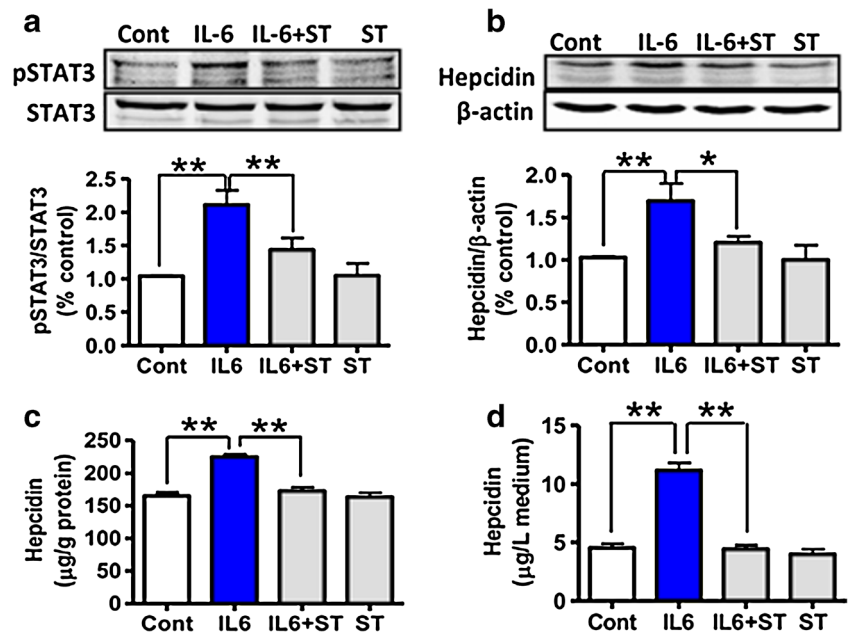 a
Cont IL-6 IL-6+ST ST
pSTAT3
STAT3
** **
pSTAT3/STAT3
(% control)
2.5
2.0
1.5
1.0
0.5
0.0
Cont IL6 IL6+ST ST
b
Cont IL-6 IL-6+ST ST
Hepcidin
β-actin
** *
Hepcidin/β-actin
(% control)
2.0
1.5
1.0
0.5
0.0
Cont IL6 IL6+ST ST
c
** **
Hepcidin
(µg/g protein)
250
200
150
100
50
0
Cont IL6 IL6+ST ST
d
** **
Hepcidin
(µg/L medium)
15
10
5
0
Cont IL6 IL6+ST ST